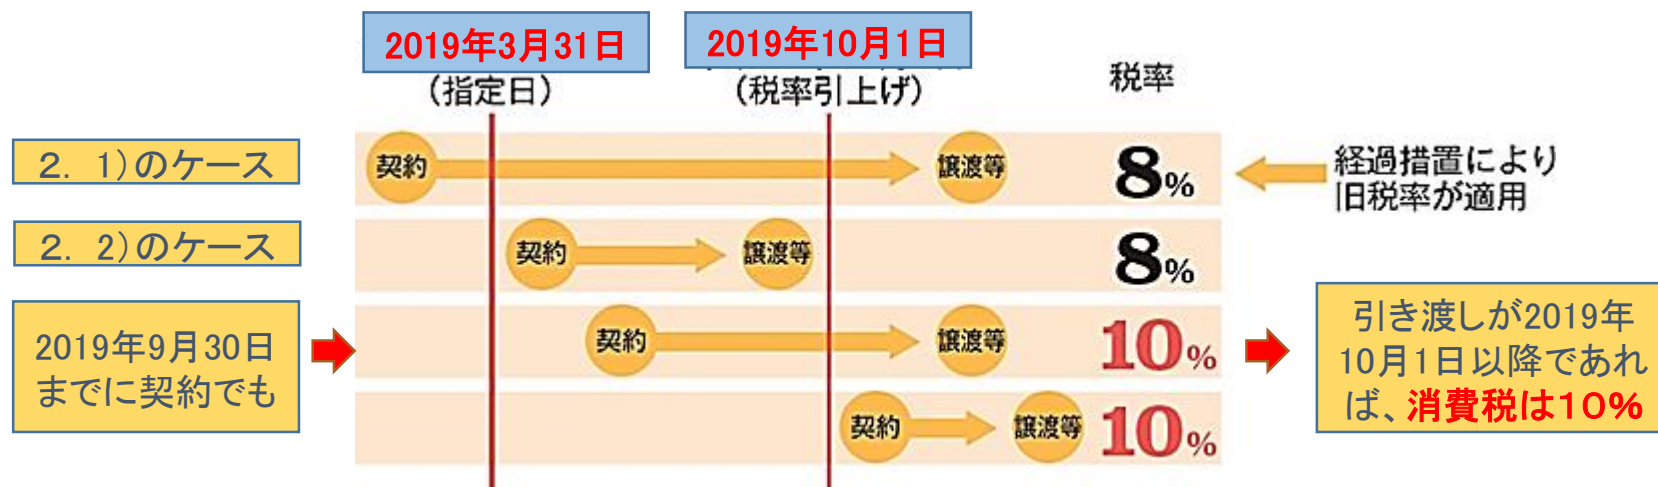 2019年3月31日
2019年10月1日
(指定日)
(税率引上げ)
税率
２．１)のケース
契約
譲渡等
8%
経過措置により
旧税率が適用
２．２)のケース
契約
譲渡等
8%
2019年9月30日
までに契約でも
契約
譲渡等
10%
引き渡しが2019年
10月1日以降であれ
ば、消費税は１０％
契約
譲渡等
10%